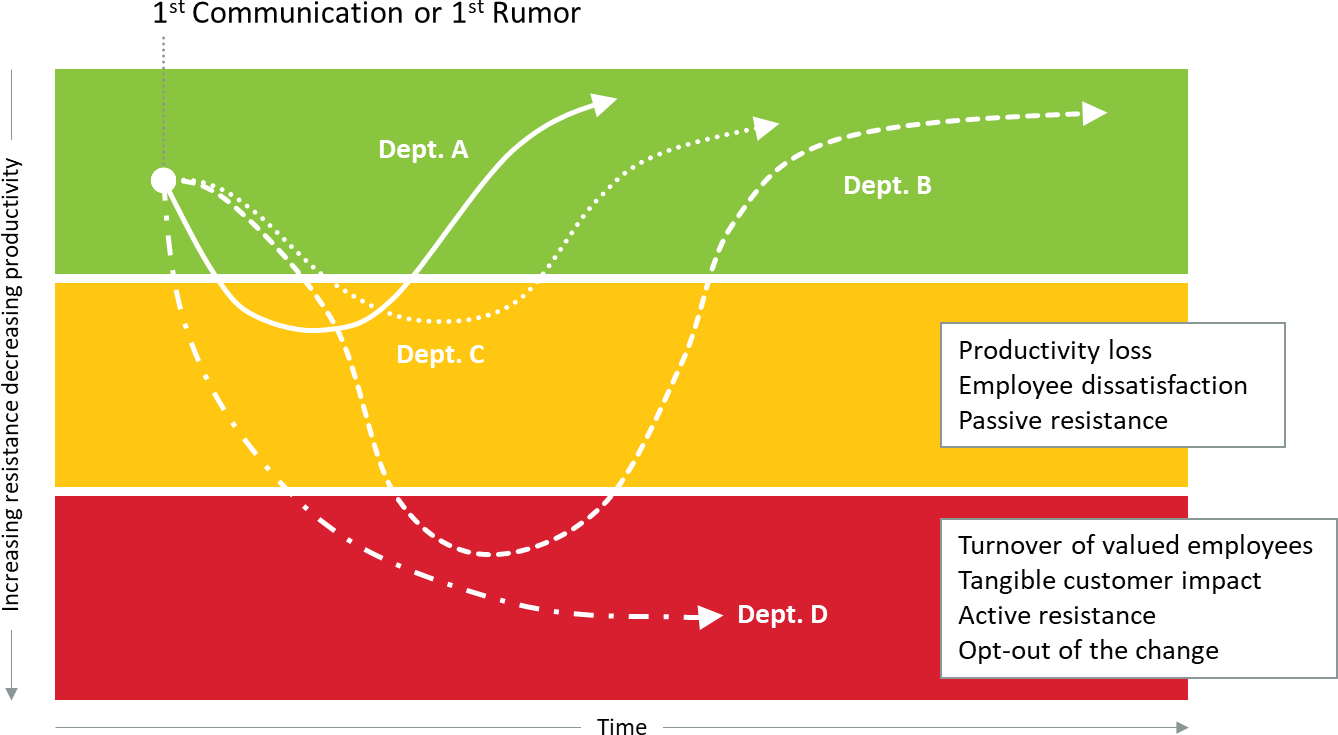 1st Communication or 1st Rumor
Increasing resistance decreasing productivity
Dept. A
Dept. B
Dept. C
Productivity loss
Employee dissatisfaction
Passive resistance
Turnover of valued employees
Tangible customer impact
Active resistance
Opt-out of the change
Dept. D
Time